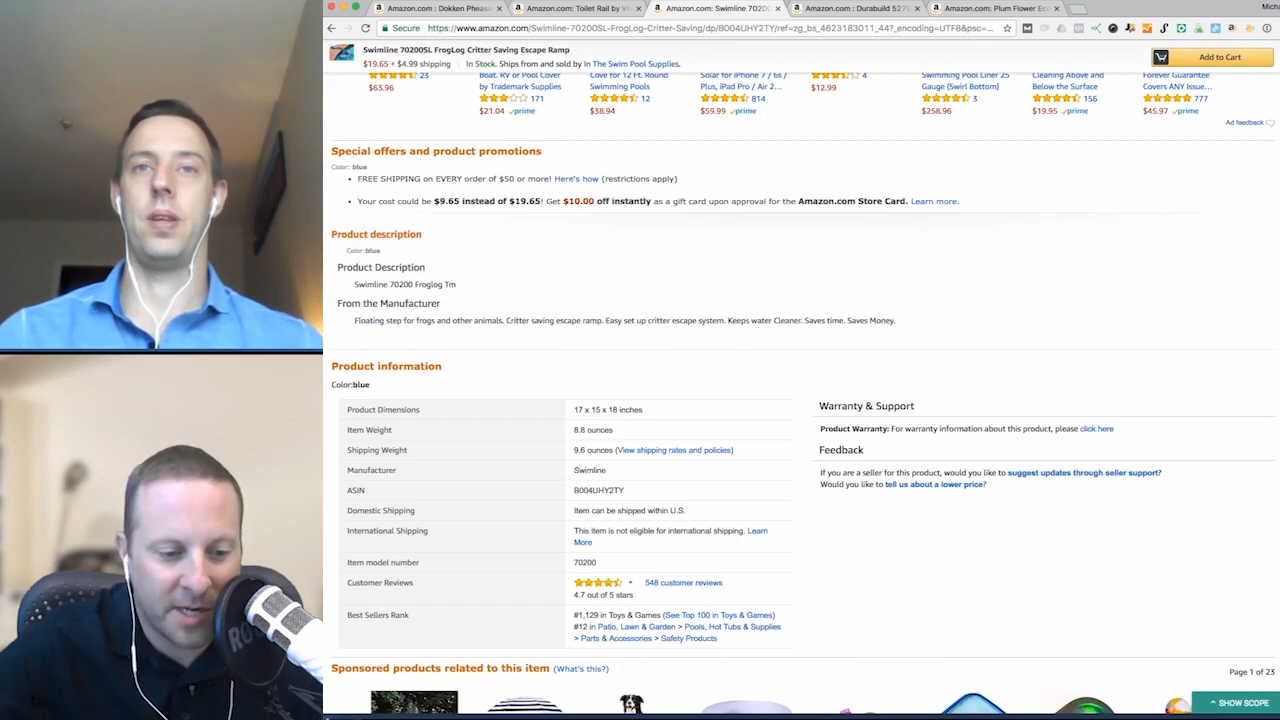 Amazon.com : Dokken Pheasa
Amazon.com: Toilet Rail by Vi
Amazon.com: Swimline 7020
Amazon.com : Durabuild 527
Amazon.com: Plum Flower Ec
Mich
Secure
https://www.amazon.com/Swimline-70200SL-FrogLog-Critter-Saving/dp/B004UHY2TY/ref=zg_bs_4623183011_44?_encoding=UTF8&psc=...
Swimline 70200SL FrogLog Critter Saving Escape Ramp
$19.65 + $4.99 shipping In Stock. Ships from and sold by In The Swim Pool Supplies.
Add to Cart
23
$63.96
Boat. RV or Pool Cover
by Trademark Supplies
171
$21.04 prime
Cove for 12 Ft. Round
Swimming Pools
12
$38.94
Solar for iPhone 7 / 6s /
Plus, iPad Pro / Air 2...
814
$59.99 prime
4
$12.99
Swimming Pool Liner 25
Gauge (Swirl Bottom)
3
$258.96
Cleaning Above and
Below the Surface
156
$19.95 prime
Forever Guarantee
Covers ANY Issue...
777
$45.97 prime
Ad feedback
Special offers and product promotions
Color: blue
• FREE SHIPPING on EVERY order of $50 or more! Here's how (restrictions apply)
• Your cost could be $9.65 instead of $19.65! Get $10.00 off instantly as a gift card upon approval for the Amazon.com Store Card. Learn more.
Product description
Color:blue
Product Description
Swimline 70200 Froglog Tm
From the Manufacturer
Floating step for frogs and other animals. Critter saving escape ramp. Easy set up critter escape system. Keeps water Cleaner. Saves time. Saves Money.
Product information
Color:blue
Product Dimensions 17 x 15 x 18 inches
Item Weight 8.8 ounces
Shipping Weight 9.6 ounces (View shipping rates and policies)
Manufacturer Swimline
ASIN B004UHY2TY
Domestic Shipping Item can be shipped within U.S.
International Shipping This item is not eligible for international shipping. Learn
More
Item model number 70200
Customer Reviews 548 customer reviews
4.7 out of 5 stars
Best Sellers Rank #1,129 in Toys & Games (See Top 100 in Toys & Games)
#12 in Patio, Lawn & Garden > Pools, Hot Tubs & Supplies
> Parts & Accessories > Safety Products
Warranty & Support
Product Warranty: For warranty information about this product, please click here
Feedback
If you are a seller for this product, would you like to suggest updates through seller support?
Would you like to tell us about a lower price?
Sponsored products related to this item (What's this?)
Page 1 of 23
SHOW SCOPE